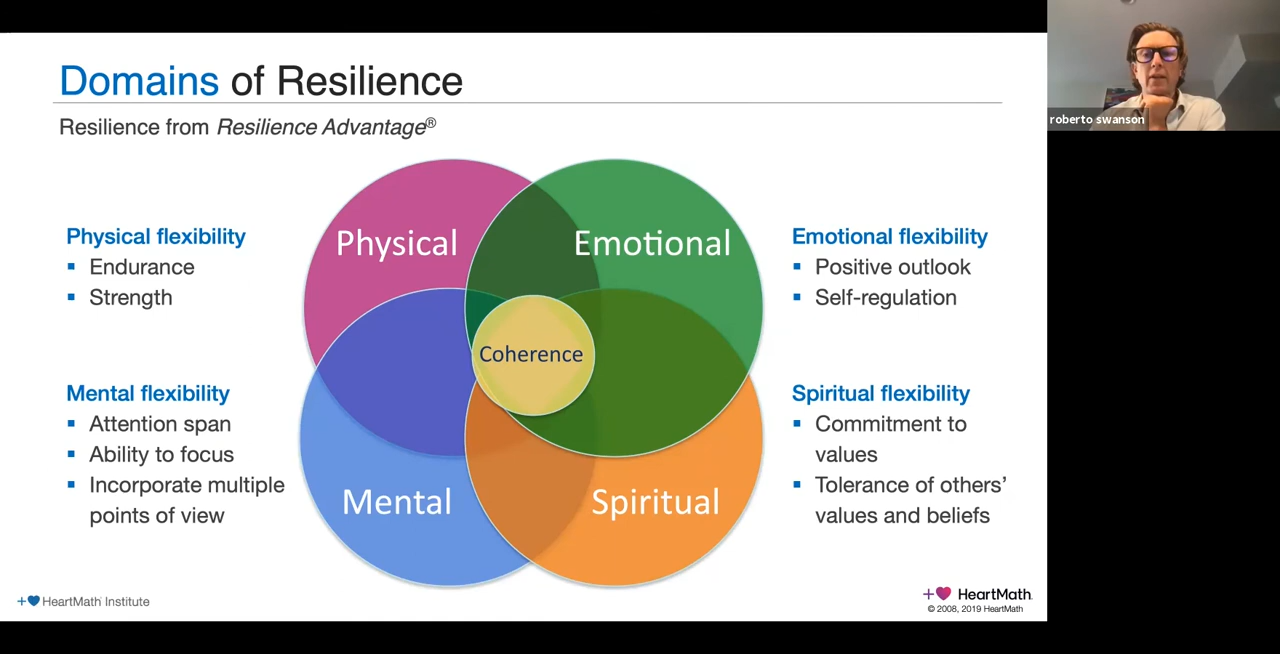 Domains of Resilience
Resilience from Resilience Advantage®
Physical flexibility
Endurance
Strength
Mental flexibility
Attention span
Ability to focus
Incorporate multiple
points of view
Physical
Emotional
Coherence
Mental
Spiritual
Emotional flexibility
Positive outlook
Self-regulation
Spiritual flexibility
Commitment to
values
Tolerance of others’
values and beliefs
HeartMath Institute
HeartMath.
© 2008, 2019 HeartMath
roberto swanson